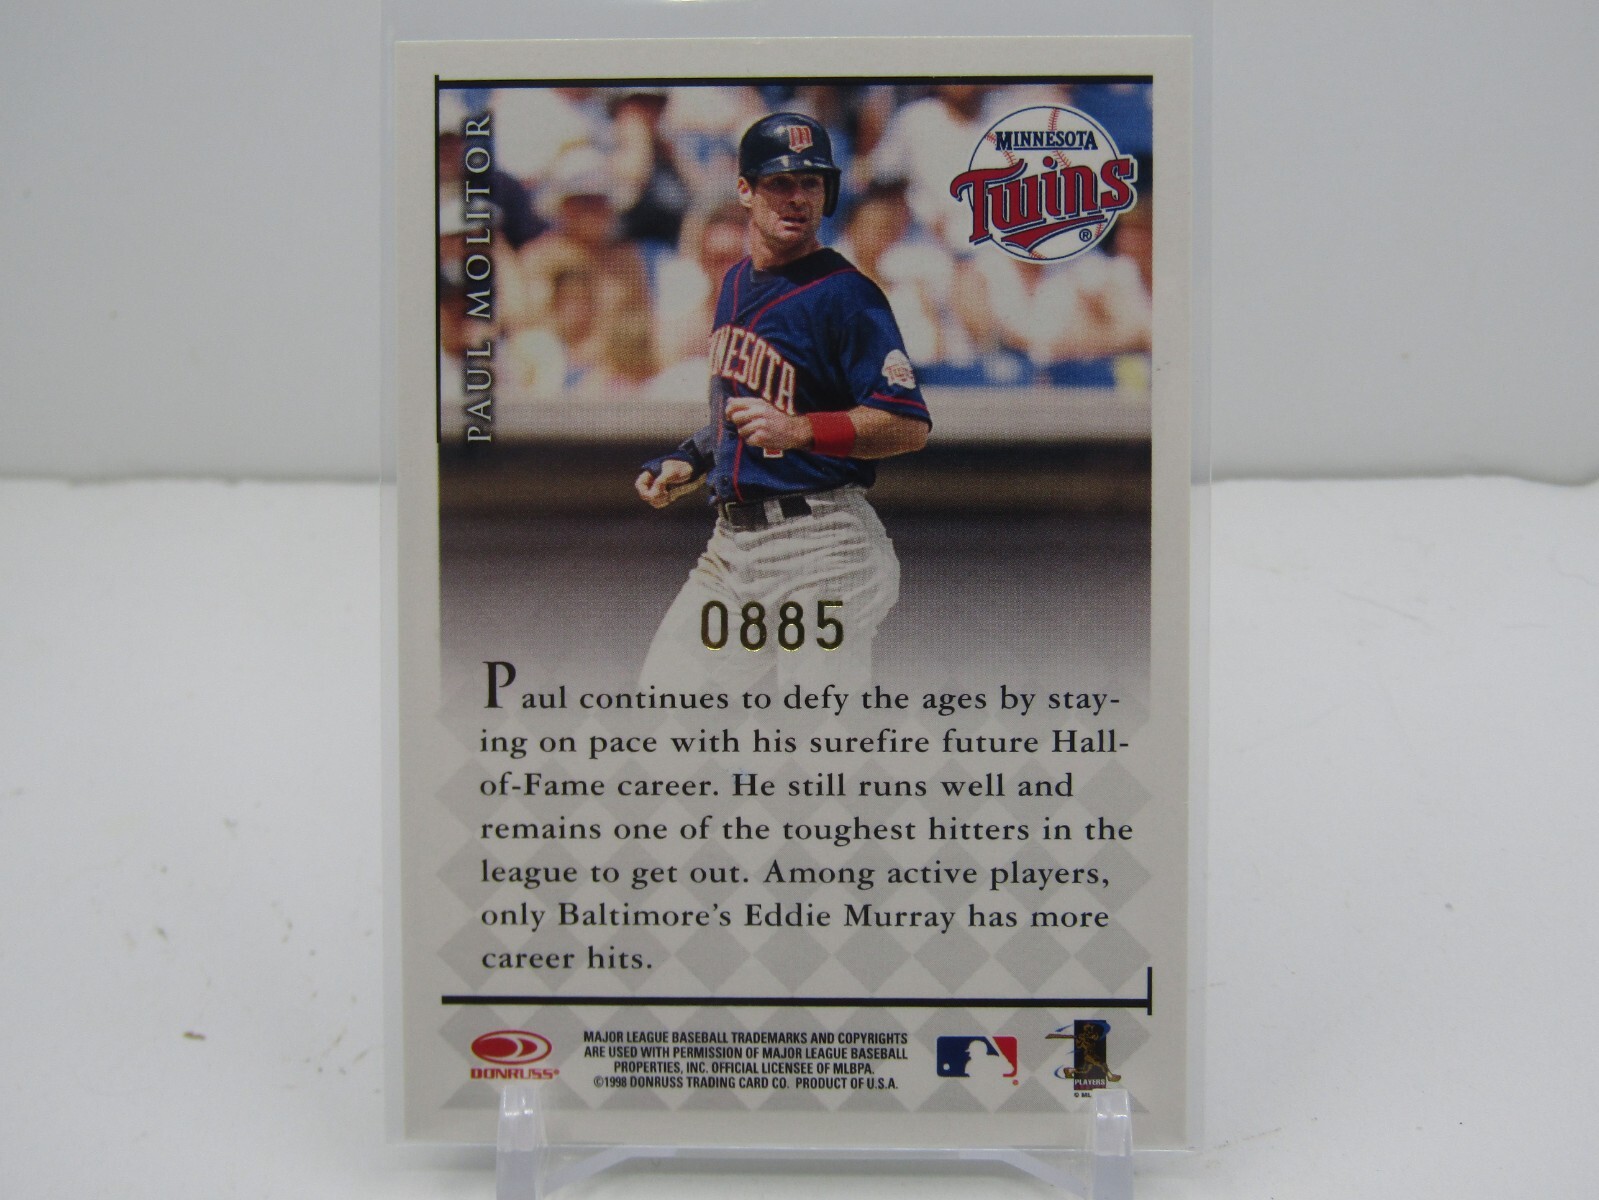 PAUL MOLITOR
MINNESOTA
Twins
®
NESOTA
0885
Paul continues to defy the ages by stay-
ing on pace with his surefire future Hall-
of-Fame career. He still runs well and
remains one of the toughest hitters in the
league to get out. Among active players,
only Baltimore's Eddie Murray has more
career hits.
DONRUSS®
MAJOR LEAGUE BASEBALL TRADEMARKS AND COPYRIGHTS
ARE USED WITH PERMISSION OF MAJOR LEAGUE BASEBALL
PROPERTIES, INC. OFFICIAL LICENSEE OF MLBPA.
©1998 DONRUSS TRADING CARD CO. PRODUCT OF U.S.A.
PLAYERS
© ML